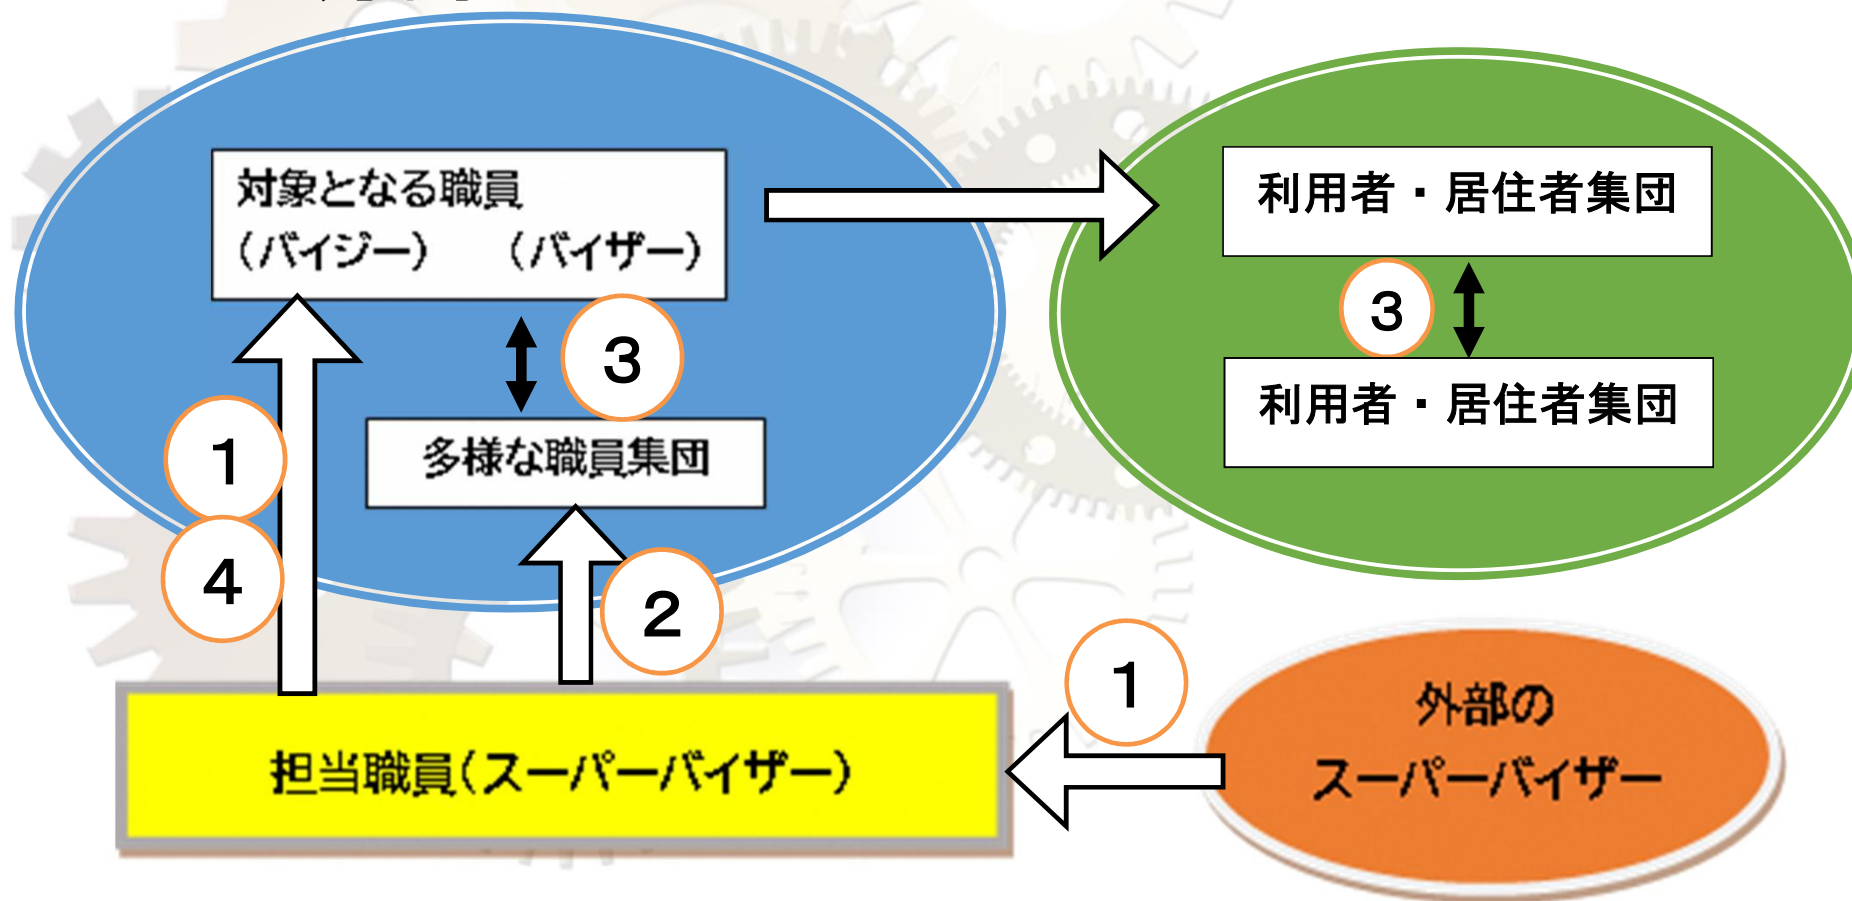 対象となる職員
(バイジー) (バイザー)
3
多様な職員集団
1
4
2
利用者・居住者集団
3
利用者・居住者集団
1
担当職員(スーパーバイザー)
外部の
スーパーバイザー